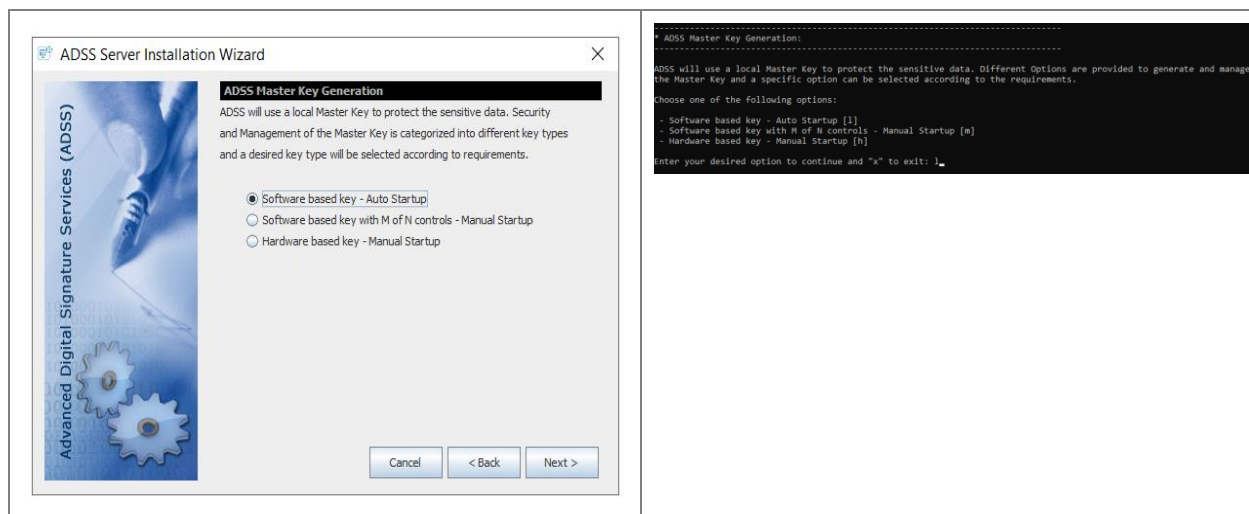 ADSS Server Installation Wizard
Advanced Digital Signature Services (ADSS)
ADSS Master Key Generation
ADSS will use a local Master Key to protect the sensitive data. Security
and Management of the Master Key is categorized into different key types
and a desired key type will be selected according to requirements.
Software based key - Auto Startup
Software based key with M of N controls - Manual Startup
Hardware based key - Manual Startup
Cancel
< Back
Next >
--------------------------------------------------------------------------------
* ADSS Master Key Generation:
--------------------------------------------------------------------------------
ADSS will use a local Master Key to protect the sensitive data. Different Options are provided to generate and manage
the Master Key and a specific option can be selected according to the requirements.
Choose one of the following options:
- Software based key - Auto Startup [l]
- Software based key with M of N controls - Manual Startup [m]
- Hardware based key - Manual Startup [h]
Enter your desired option to continue and "x" to exit: l_